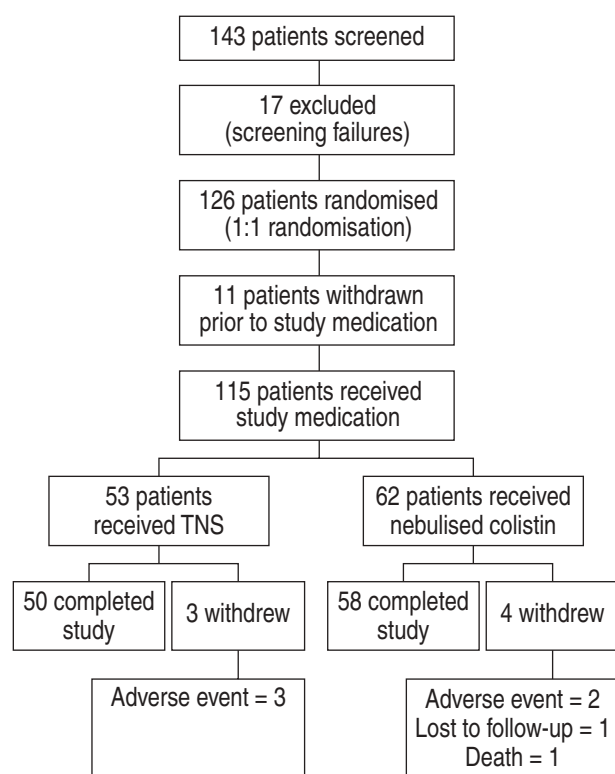 143 patients screened
17 excluded
(screening failures)
126 patients randomised
(1:1 randomisation)
11 patients withdrawn
prior to study medication
115 patients received
study medication
53 patients
received TNS
62 patients received
nebulised colistin
50 completed
study
3 withdrew
58 completed
study
4 withdrew
Adverse event = 3
Adverse event = 2
Lost to follow-up = 1
Death = 1